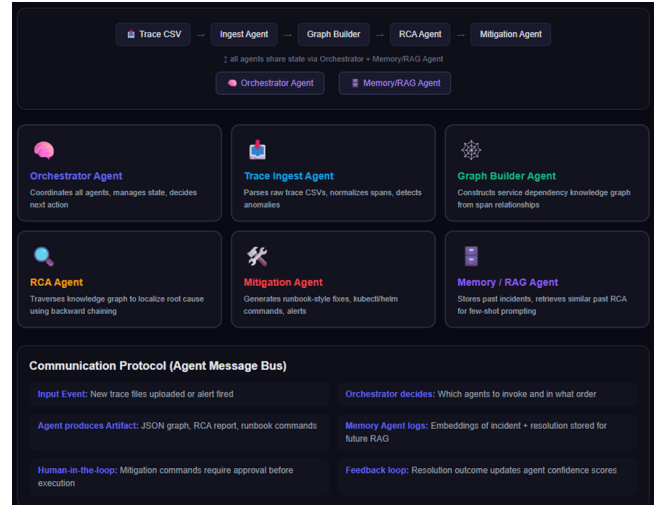 Trace CSV → Ingest Agent → Graph Builder → RCA Agent → Mitigation Agent
↕ all agents share state via Orchestrator + Memory/RAG Agent
Orchestrator Agent
Memory/RAG Agent
Orchestrator Agent
Coordinates all agents, manages state, decides
next action
Trace Ingest Agent
Parses raw trace CSVs, normalizes spans, detects
anomalies
Graph Builder Agent
Constructs service dependency knowledge graph
from span relationships
RCA Agent
Traverses knowledge graph to localize root cause
using backward chaining
Mitigation Agent
Generates runbook-style fixes, kubectl/helm
commands, alerts
Memory / RAG Agent
Stores past incidents, retrieves similar past RCA
for few-shot prompting
Communication Protocol (Agent Message Bus)
Input Event: New trace files uploaded or alert fired
Orchestrator decides: Which agents to invoke and in what order
Agent produces Artifact: JSON graph, RCA report, runbook commands
Memory Agent logs: Embeddings of incident + resolution stored for
future RAG
Human-in-the-loop: Mitigation commands require approval before
execution
Feedback loop: Resolution outcome updates agent confidence scores